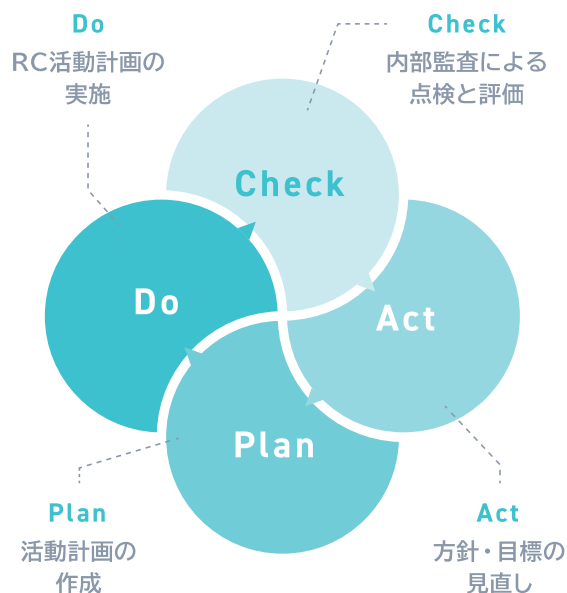 Do
RC活動計画の
実施
Check
内部監査による
点検と評価
Check
Do
Act
Plan
Plan
活動計画の
作成
Act
方針・目標の
見直し